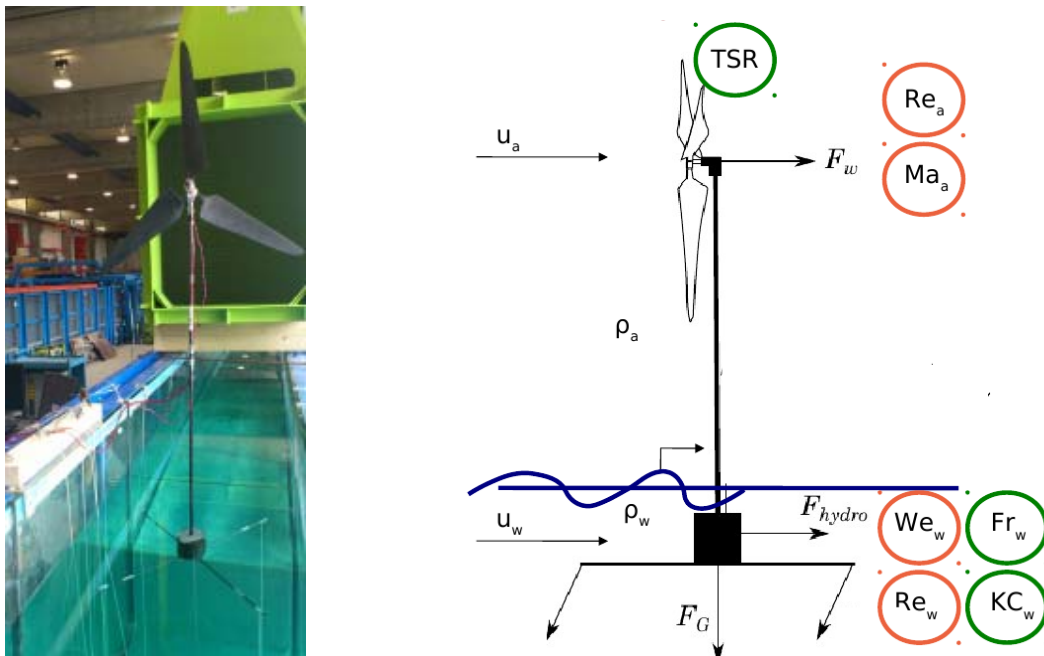 TSR
Re_a
u_a
F_w
Ma_a
ρ_a
ρ_w
F_hydro
u_w
We_w
Fr_w
Re_w
KC_w
F_G